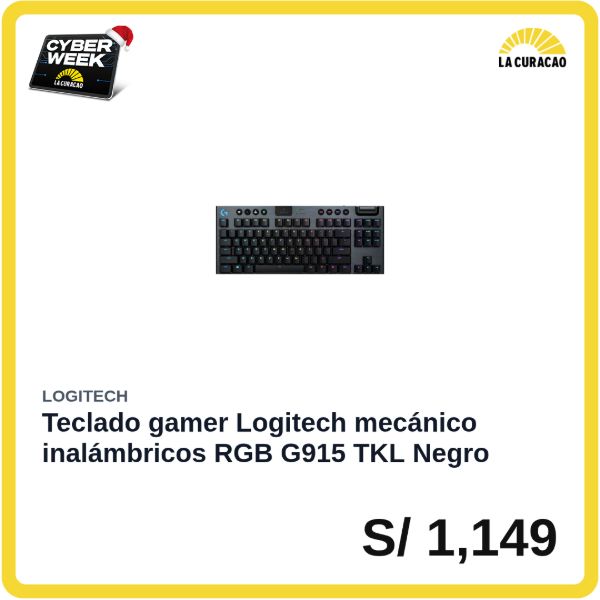 CYBER
WEEK
LA CURACAO
LA CURACAO
LOGITECH
Teclado gamer Logitech mecánico
inalámbricos RGB G915 TKL Negro
S/ 1,149